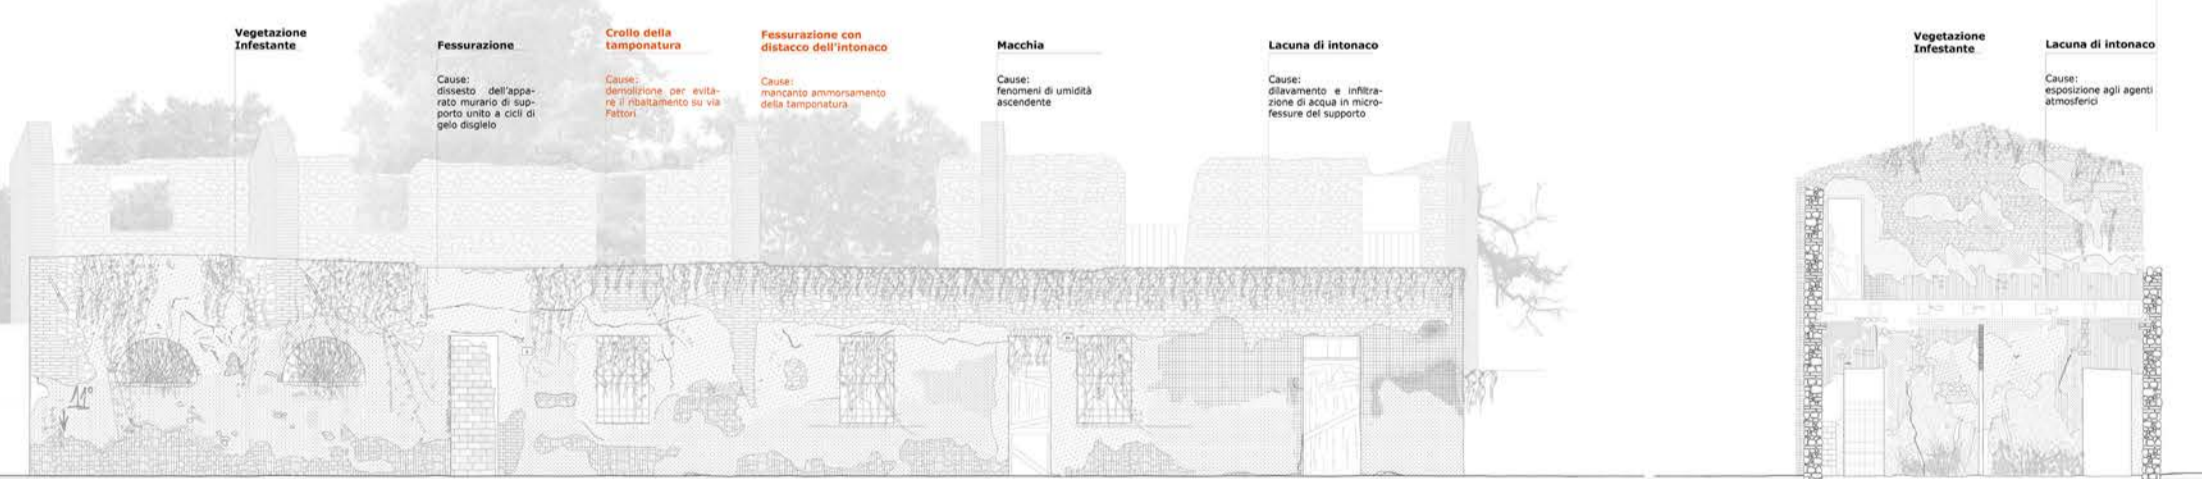 Vegetazione
Infestante
Fessurazione
Cause:
dissesto dell'appa-
rato murario di sup-
porto unito a cicli di
gelo disgielo
Crollo della
tamponatura
Cause:
demolizione per evita-
re il ribaltamento su via
Fattori
Fessurazione con
distacco dell'intonaco
Cause:
mancanto ammorsamento
della tamponatura
Macchia
Cause:
fenomeni di umidità
ascendente
Lacuna di intonaco
Cause:
dilavamento e infiltra-
zione di acqua in micro-
fessure del supporto
Vegetazione
Infestante
Lacuna di intonaco
Cause:
esposizione agli agenti
atmosferici
11°